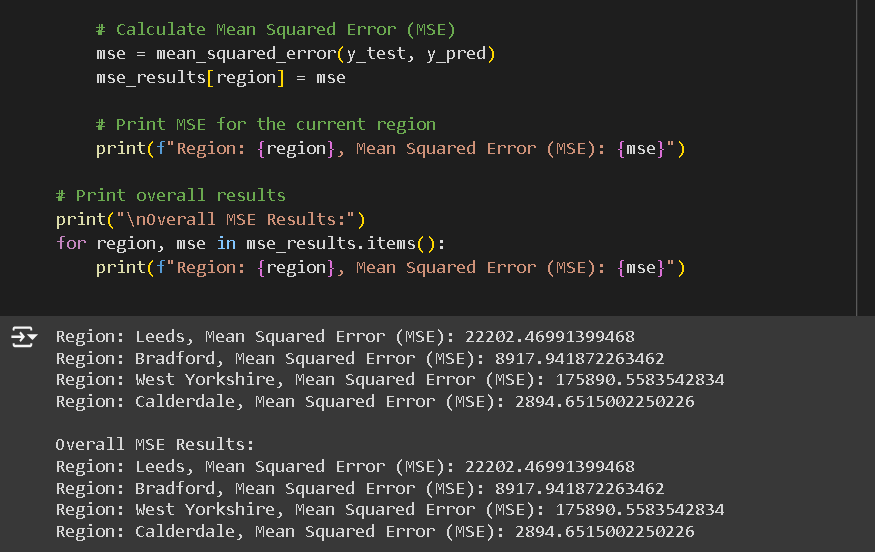 # Calculate Mean Squared Error (MSE)
mse = mean_squared_error(y_test, y_pred)
mse_results[region] = mse
# Print MSE for the current region
print(f"Region: {region}, Mean Squared Error (MSE): {mse}")
# Print overall results
print("\nOverall MSE Results:")
for region, mse in mse_results.items():
print(f"Region: {region}, Mean Squared Error (MSE): {mse}")
Region: Leeds, Mean Squared Error (MSE): 22202.46991399468
Region: Bradford, Mean Squared Error (MSE): 8917.941872263462
Region: West Yorkshire, Mean Squared Error (MSE): 175890.5583542834
Region: Calderdale, Mean Squared Error (MSE): 2894.6515002250226
Overall MSE Results:
Region: Leeds, Mean Squared Error (MSE): 22202.46991399468
Region: Bradford, Mean Squared Error (MSE): 8917.941872263462
Region: West Yorkshire, Mean Squared Error (MSE): 175890.5583542834
Region: Calderdale, Mean Squared Error (MSE): 2894.6515002250226